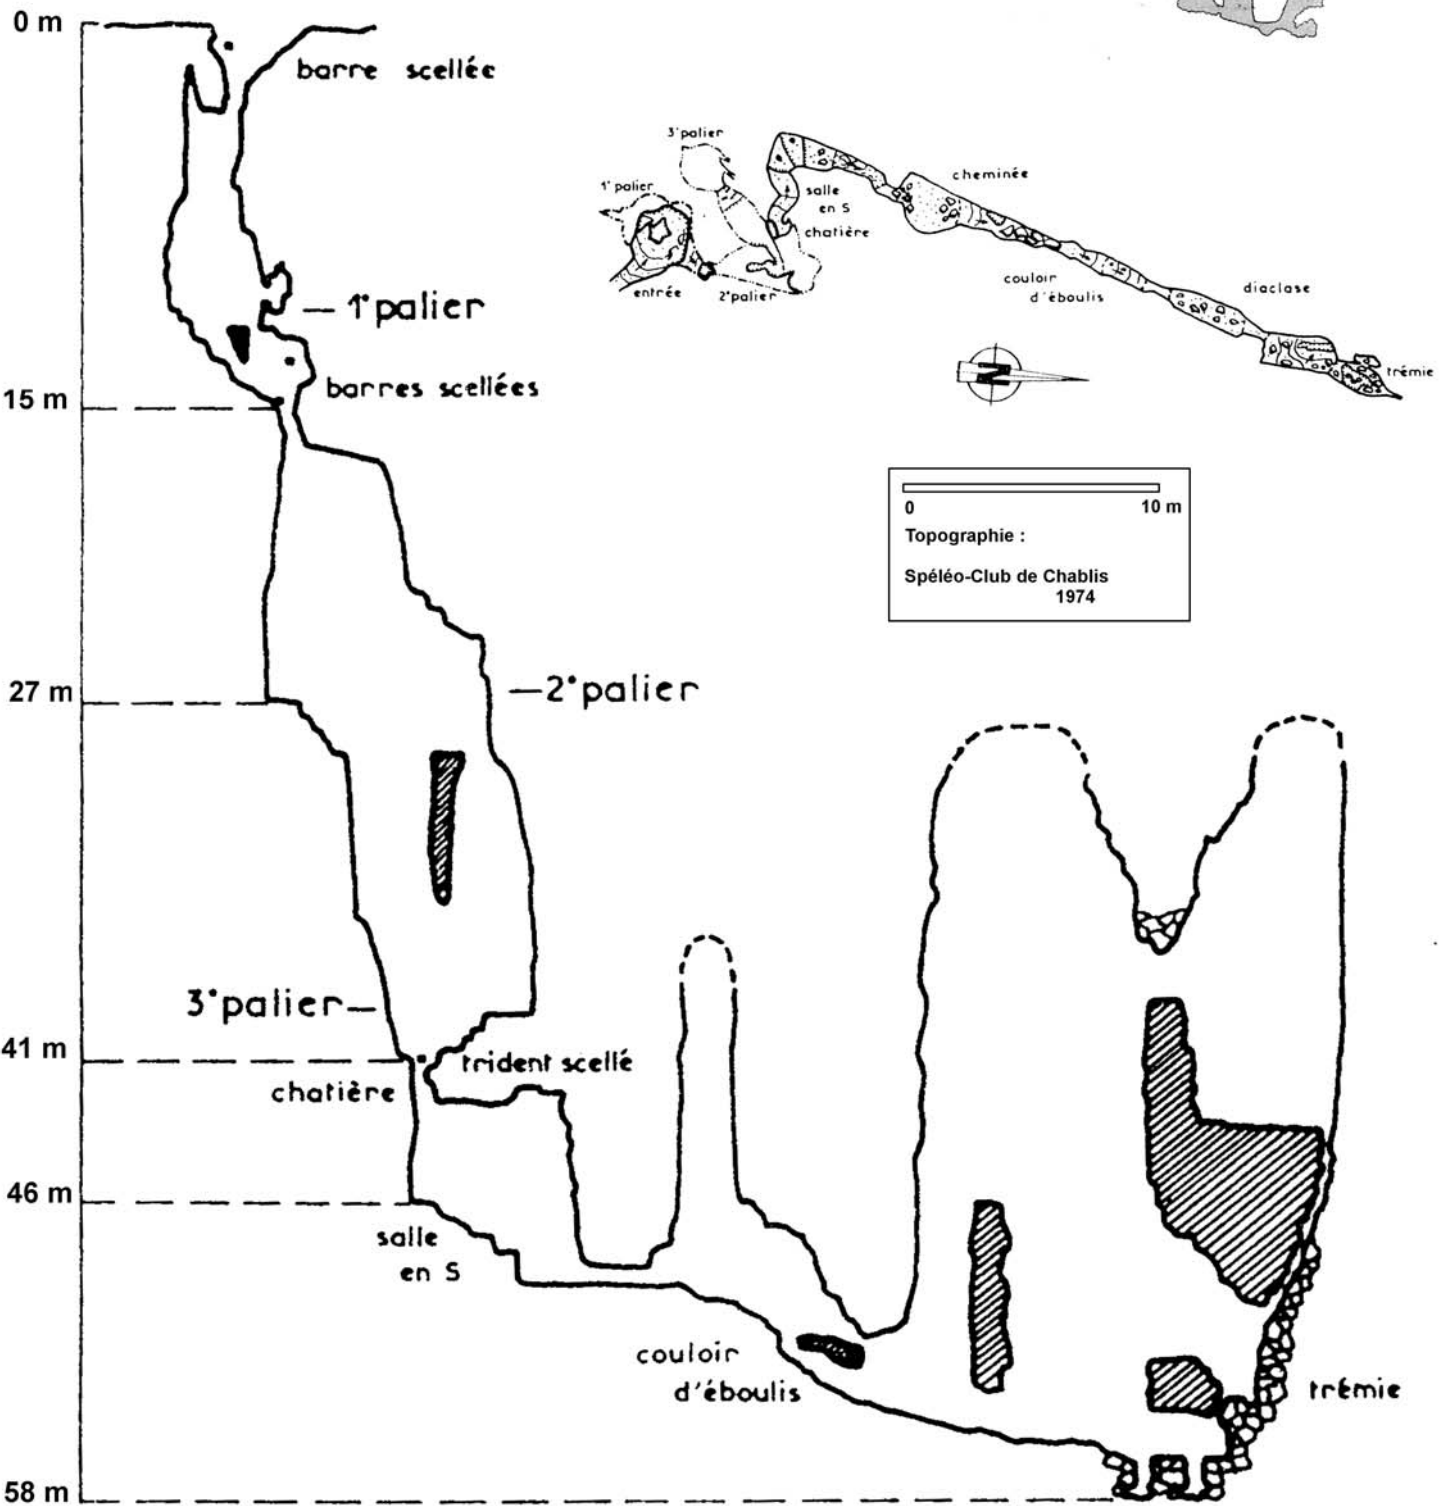 0 m
barre scellée
1° palier
barres scellées
15 m
27 m
2° palier
3° palier
41 m
trident scellé
chatière
46 m
salle
en S
couloir
d'éboulis
trémie
58 m
3° palier
1° palier
entrée
2° palier
salle
en S
chatière
cheminée
couloir
d'éboulis
diaclase
trémie
N
0 10 m
Topographie :
Spéléo-Club de Chablis
1974